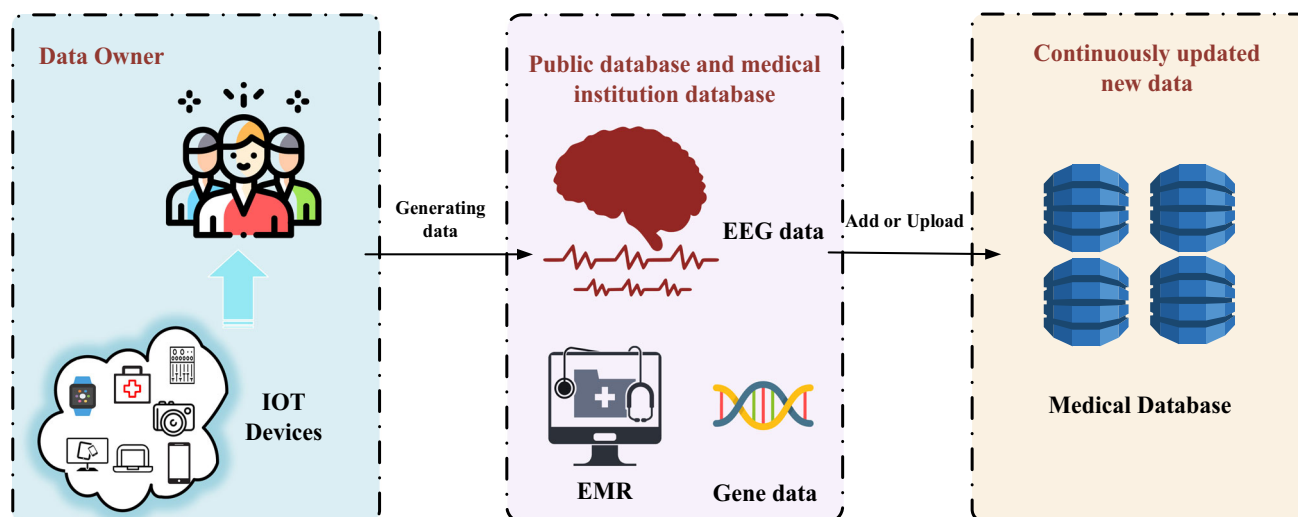 Data Owner
IOT
Devices
Generating
data
Public database and medical
institution database
EEG data
EMR
Gene data
Add or Upload
Continuously updated
new data
Medical Database